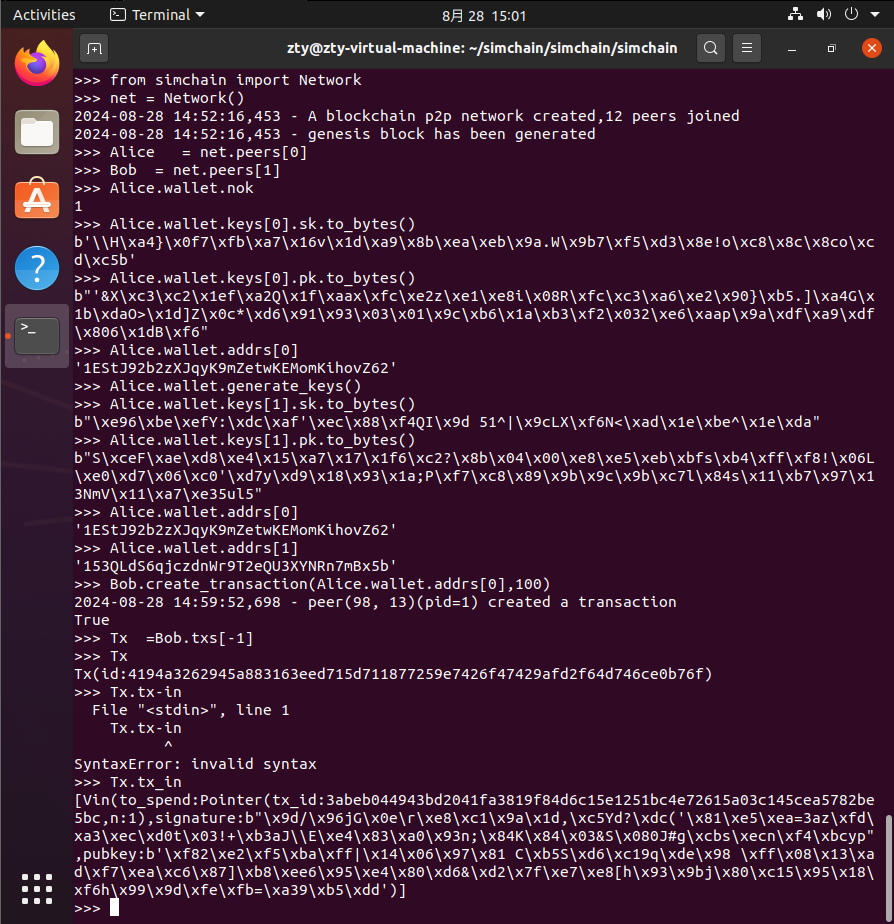 Activities
Terminal
8月 28 15:01
zty@zty-virtual-machine: ~/simchain/simchain/simchain
>>> from simchain import Network
>>> net = Network()
2024-08-28 14:52:16,453 - A blockchain p2p network created,12 peers joined
2024-08-28 14:52:16,453 - genesis block has been generated
>>> Alice   = net.peers[0]
>>> Bob  = net.peers[1]
>>> Alice.wallet.nok
1
>>> Alice.wallet.keys[0].sk.to_bytes()
b'\\H\xa4}\x0f7\xfb\xa7\x16v\x1d\xa9\x8b\xea\xeb\x9a.W\x9b7\xf5\xd3\x8e!o\xc8\x8c\x8co\xc
d\xc5b'
>>> Alice.wallet.keys[0].pk.to_bytes()
b"'&X\xc3\xc2\x1ef\xa2Q\x1f\xaax\xfc\xe2z\xe1\xe8i\x08R\xfc\xc3\xa6\xe2\x90}\xb5.]\xa4G\x
1b\xdaO>\x1d]Z\x0c*\xd6\x91\x93\x03\x01\x9c\xb6\x1a\xb3\xf2\x032\xe6\xaap\x9a\xdf\xa9\xdf
\x806\x1dB\xf6"
>>> Alice.wallet.addrs[0]
'1EStJ92b2zXJqyK9mZetwKEMomKihovZ62'
>>> Alice.wallet.generate_keys()
>>> Alice.wallet.keys[1].sk.to_bytes()
b"\xe96\xbe\xefY:\xdc\xaf'\xec\x88\xf4QI\x9d 51^|\x9cLX\xf6N<\xad\x1e\xbe^\x1e\xda"
>>> Alice.wallet.keys[1].pk.to_bytes()
b"S\xceF\xae\xd8\xe4\x15\xa7\x17\x1f6\xc2?\x8b\x04\x00\xe8\xe5\xeb\xbfs\xb4\xff\xf8!\x06L
\xe0\xd7\x06\xc0'\xd7y\xd9\x18\x93\x1a;P\xf7\xc8\x89\x9b\x9c\x9b\xc7l\x84s\x11\xb7\x97\x1
3NmV\x11\xa7\xe35ul5"
>>> Alice.wallet.addrs[0]
'1EStJ92b2zXJqyK9mZetwKEMomKihovZ62'
>>> Alice.wallet.addrs[1]
'153QLdS6qjczdnWr9T2eQU3XYNRn7mBx5b'
>>> Bob.create_transaction(Alice.wallet.addrs[0],100)
2024-08-28 14:59:52,698 - peer(98, 13)(pid=1) created a transaction
True
>>> Tx  =Bob.txs[-1]
>>> Tx
Tx(id:4194a3262945a883163eed715d711877259e7426f47429afd2f64d746ce0b76f)
>>> Tx.tx-in
  File "<stdin>", line 1
    Tx.tx-in
          ^
SyntaxError: invalid syntax
>>> Tx.tx_in
[Vin(to_spend:Pointer(tx_id:3abeb044943bd2041fa3819f84d6c15e1251bc4e72615a03c145cea5782be
5bc,n:1),signature:b"\x9d/\x96jG\x0e\r\xe8\xc1\x9a\x1d,\xc5Yd?\xdc('\x81\xe5\xea=3az\xfd\
xa3\xec\xd0t\x03!+\xb3aJ\\E\xe4\x83\xa0\x93n;\x84K\x84\x03&S\x080J#g\xcbs\xecn\xf4\xbcyp"
,pubkey:b'\xf82\xe2\xf5\xba\xff|\x14\x06\x97\x81 C\xb5S\xd6\xc19q\xde\x98 \xff\x08\x13\xa
d\xf7\xea\xc6\x87]\xb8\xee6\x95\xe4\x80\xd6&\xd2\x7f\xe7\xe8[h\x93\x9bj\x80\xc15\x95\x18
\xf6h\x99\x9d\xfe\xfb=\xa39\xb5\xdd')]
>>>